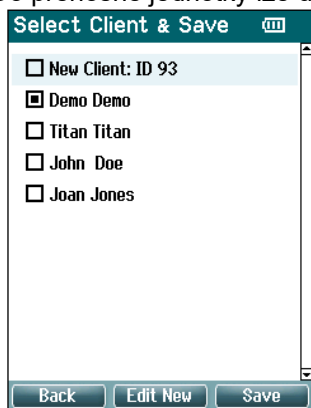 Select Client & Save
New Client: ID 93
Demo Demo
Titan Titan
John Doe
Joan Jones
Back Edit New Save